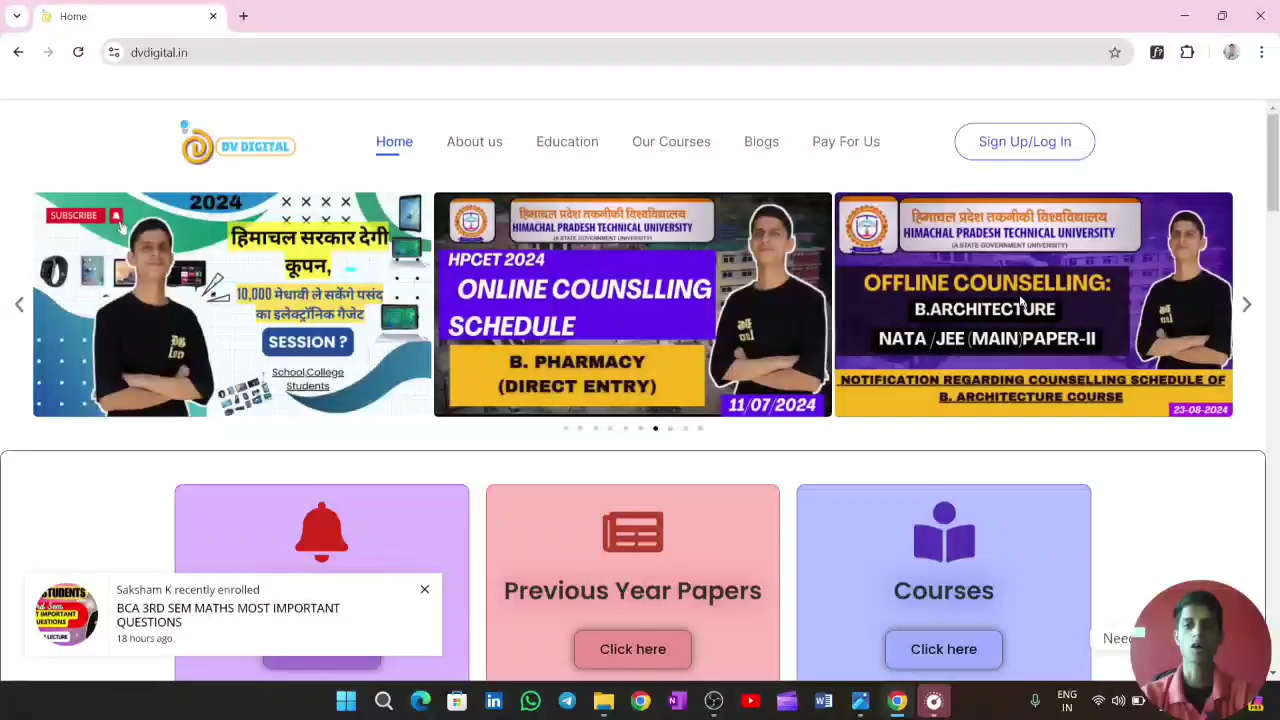 Home
dvdigital.in
DV DIGITAL
Home
About us
Education
Our Courses
Blogs
Pay For Us
Sign Up/Log In
SUBSCRIBE
2024
हिमाचल सरकार देगी
कूपन,
10,000 मेधावी ले सकेंगे पसंद
का इलेक्ट्रॉनिक गैजेट
SESSION ?
School,College
Students
हिमाचल प्रदेश तकनीकी विश्वविद्यालय
HIMACHAL PRADESH TECHNICAL UNIVERSITY
(A STATE GOVERNMENT UNIVERSITY)
HPCET 2024
ONLINE COUNSLLING
SCHEDULE
B. PHARMACY
(DIRECT ENTRY)
11/07/2024
हिमाचल प्रदेश तकनीकी विश्वविद्यालय
HIMACHAL PRADESH TECHNICAL UNIVERSITY
(A STATE GOVERNMENT UNIVERSITY)
OFFLINE COUNSELLING:
B.ARCHITECTURE
NATA /JEE (MAIN)PAPER-II
NOTIFICATION REGARDING COUNSELLING SCHEDULE OF
B. ARCHITECTURE COURSE
23-08-2024
Previous Year Papers
Click here
Courses
Click here
Saksham K recently enrolled
BCA 3RD SEM MATHS MOST IMPORTANT
QUESTIONS
18 hours ago
ENG
IN